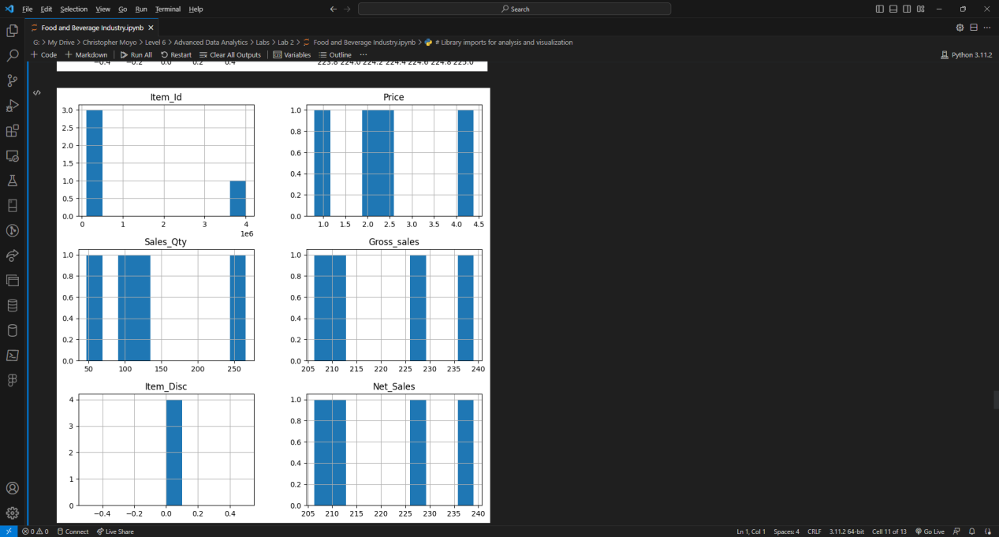 File Edit Selection View Go Run Terminal Help
Search
Food and Beverage Industry.ipynb
G: > My Drive > Christopher Moyo > Level 6 > Advanced Data Analytics > Labs > Lab 2 > Food and Beverage Industry.ipynb > # Library imports for analysis and visualization
+ Code + Markdown Run All Restart Clear All Outputs Variables Outline ... Python 3.11.2
−0.4 −0.2 0.0 0.2 0.4 223.8 224.0 224.2 224.4 224.6 224.8 225.0
Item_Id
3.0
2.5
2.0
1.5
1.0
0.5
0.0
0 1 2 3 4
1e6
Price
1.0
0.8
0.6
0.4
0.2
0.0
1.0 1.5 2.0 2.5 3.0 3.5 4.0 4.5
Sales_Qty
1.0
0.8
0.6
0.4
0.2
0.0
50 100 150 200 250
Gross_sales
1.0
0.8
0.6
0.4
0.2
0.0
205 210 215 220 225 230 235 240
Item_Disc
4
3
2
1
0
−0.4 −0.2 0.0 0.2 0.4
Net_Sales
1.0
0.8
0.6
0.4
0.2
0.0
205 210 215 220 225 230 235 240
0 0 Connect Live Share Ln 1, Col 1 Spaces: 4 CRLF 3.11.2 64-bit Cell 11 of 13 Go Live